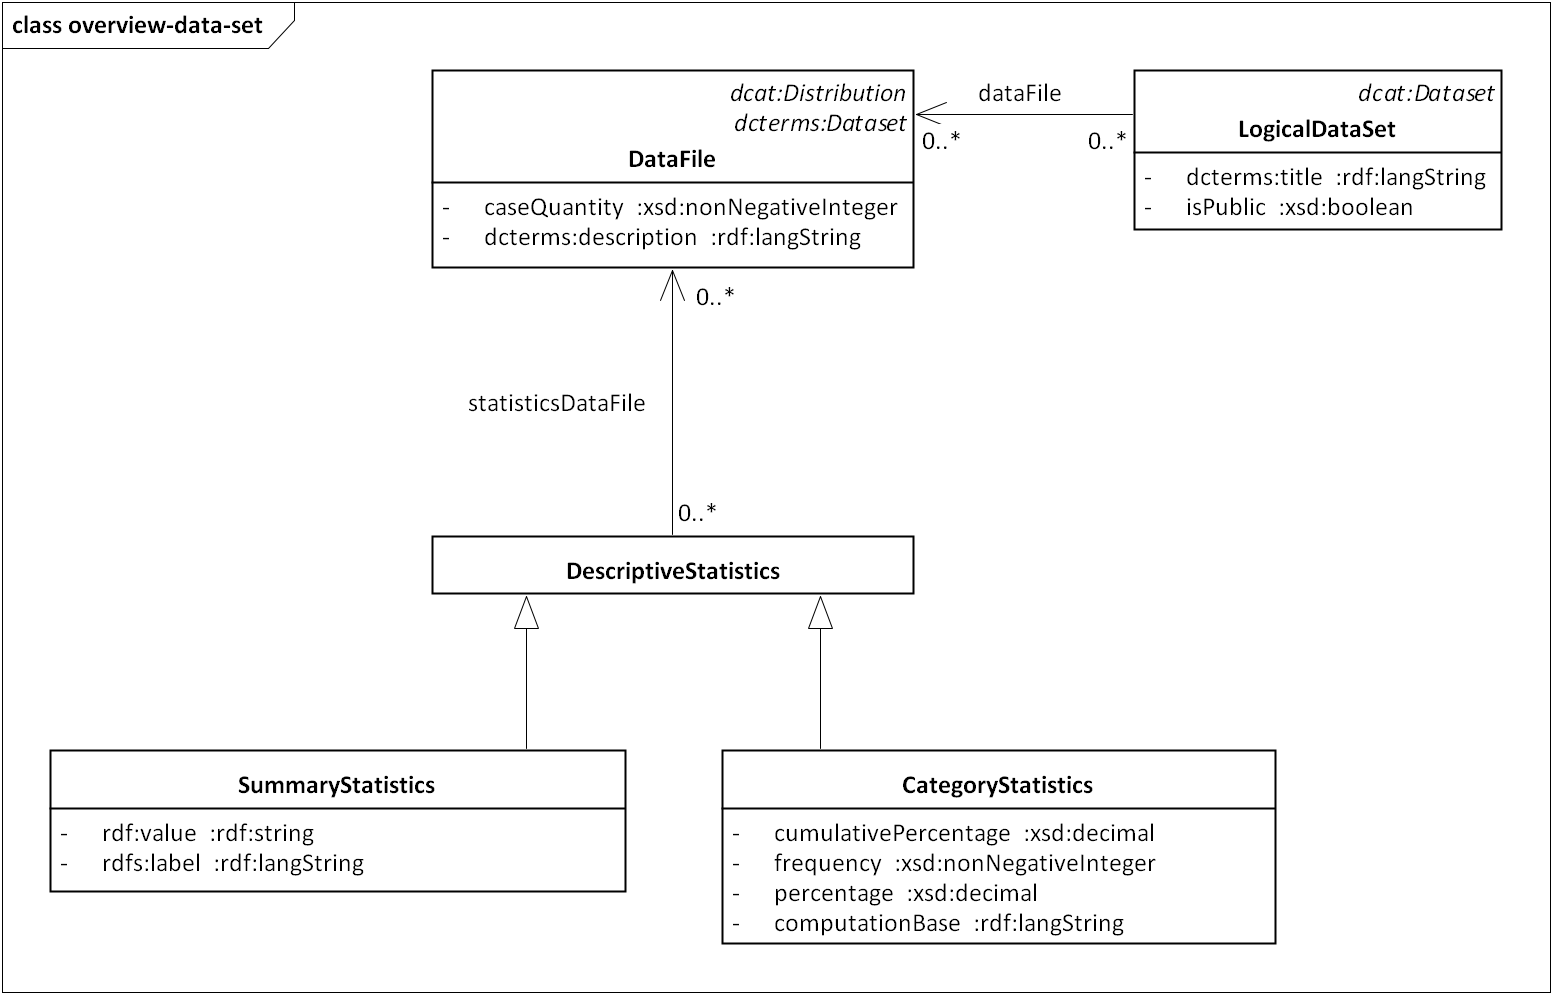 class overview-data-set
dcat:Distribution
dcterms:Dataset
DataFile
- caseQuantity :xsd:nonNegativeInteger
- dcterms:description :rdf:langString
dataFile
0..*
0..*
dcat:Dataset
LogicalDataSet
- dcterms:title :rdf:langString
- isPublic :xsd:boolean
0..*
statisticsDataFile
0..*
DescriptiveStatistics
SummaryStatistics
- rdf:value :rdf:string
- rdfs:label :rdf:langString
CategoryStatistics
- cumulativePercentage :xsd:decimal
- frequency :xsd:nonNegativeInteger
- percentage :xsd:decimal
- computationBase :rdf:langString